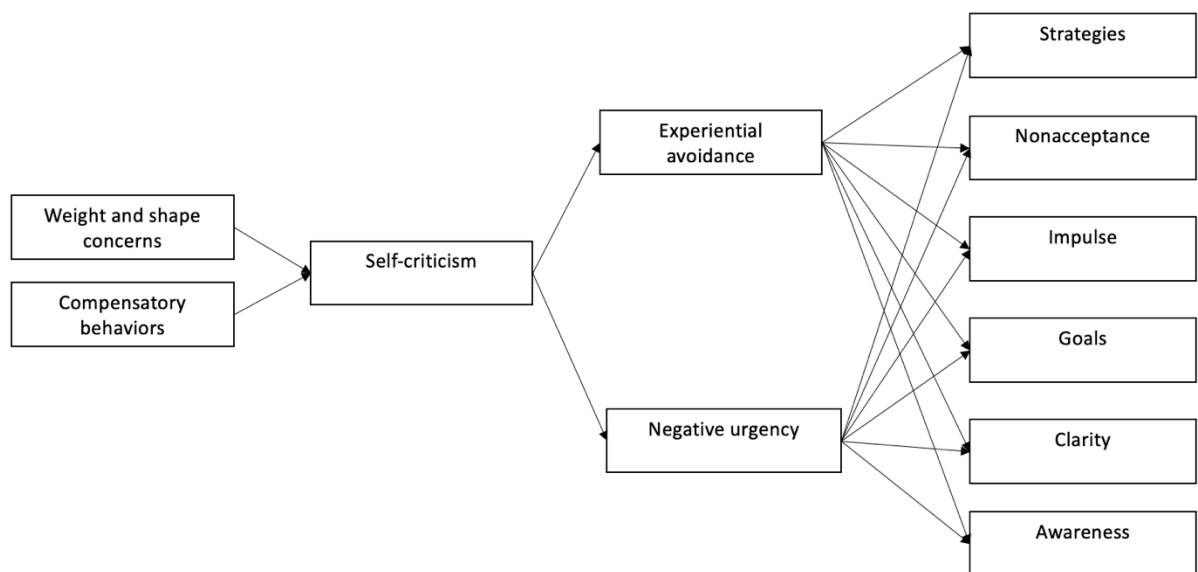 Weight and shape
concerns
Compensatory
behaviors
Self-criticism
Experiential
avoidance
Negative urgency
Strategies
Nonacceptance
Impulse
Goals
Clarity
Awareness